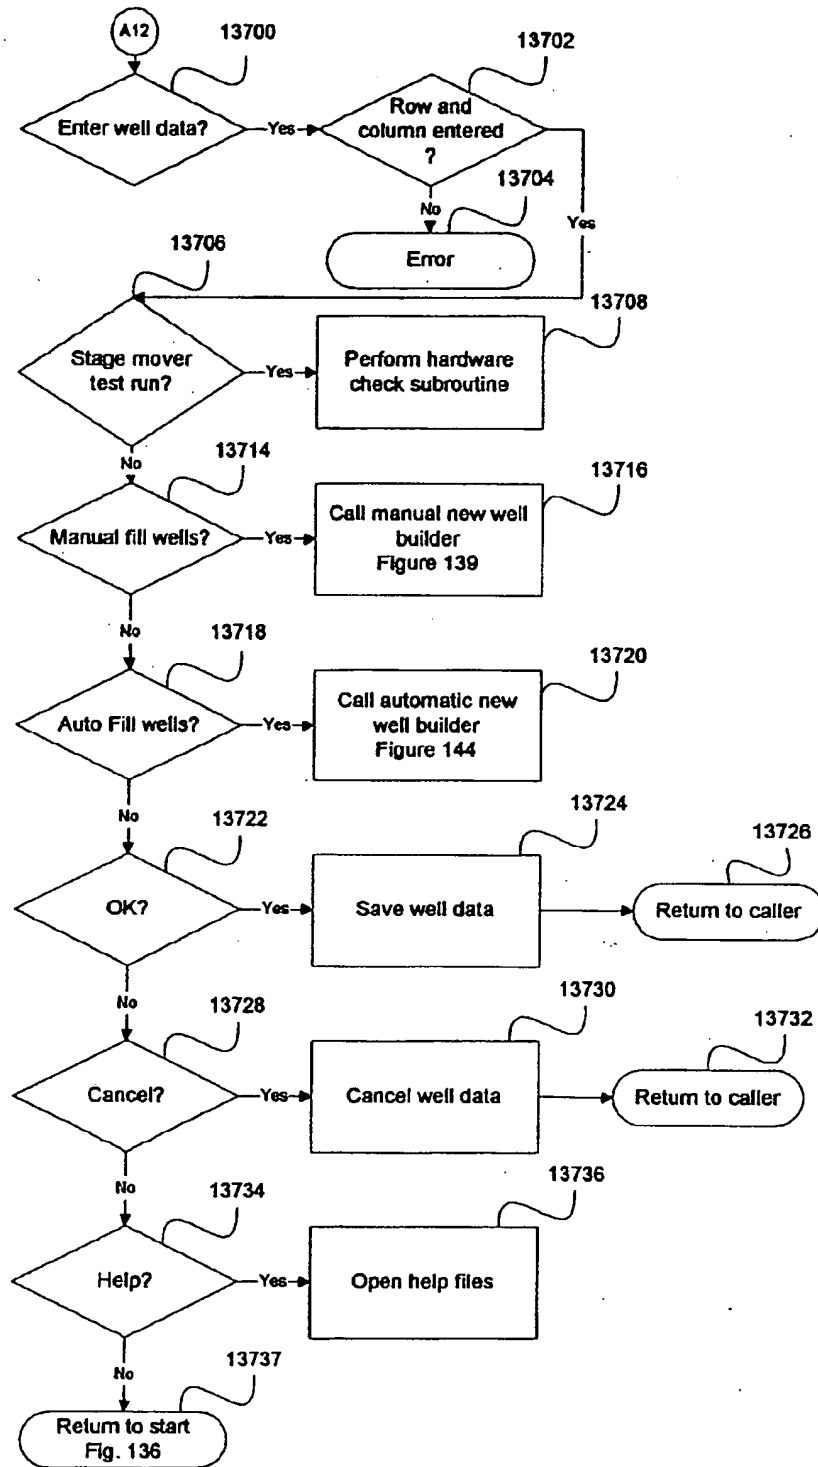 A12
13700
13702
Enter well data?
Yes
Row and
column entered
?
No
13704
Yes
Error
13706
13708
Stage mover
test run?
Yes
Perform hardware
check subroutine
No
13714
13716
Manual fill wells?
Yes
Call manual new well
builder
Figure 139
No
13718
13720
Auto Fill wells?
Yes
Call automatic new
well builder
Figure 144
No
13722
13724
13726
OK?
Yes
Save well data
Return to caller
No
13728
13730
13732
Cancel?
Yes
Cancel well data
Return to caller
No
13734
13736
Help?
Yes
Open help files
No
13737
Return to start
Fig. 136